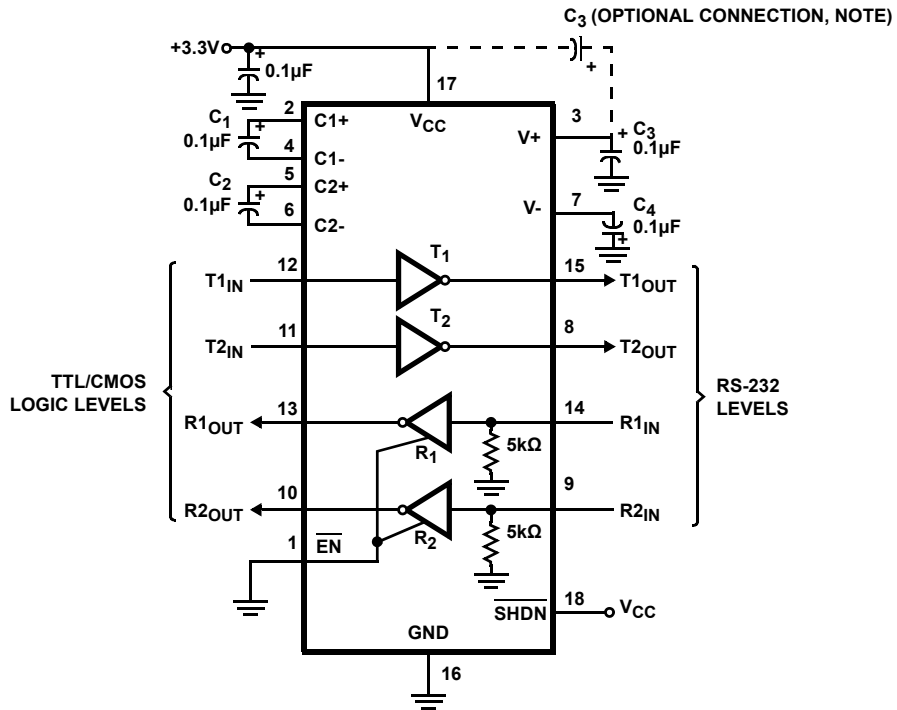 C3 (OPTIONAL CONNECTION, NOTE)
+3.3V
+
0.1µF
+
17
2
C1+
VCC
3
C1
0.1µF
+
V+
+
C3
0.1µF
4
C1-
5
C2
0.1µF
+
C2+
6
C2-
V-
7
C4
0.1µF
+
T1IN
12
T1
15
T1OUT
T2IN
11
T2
8
T2OUT
TTL/CMOS
LOGIC LEVELS
RS-232
LEVELS
R1OUT
13
R1
5kΩ
14
R1IN
R2OUT
10
R2
5kΩ
9
R2IN
1
EN
SHDN
18
VCC
GND
16